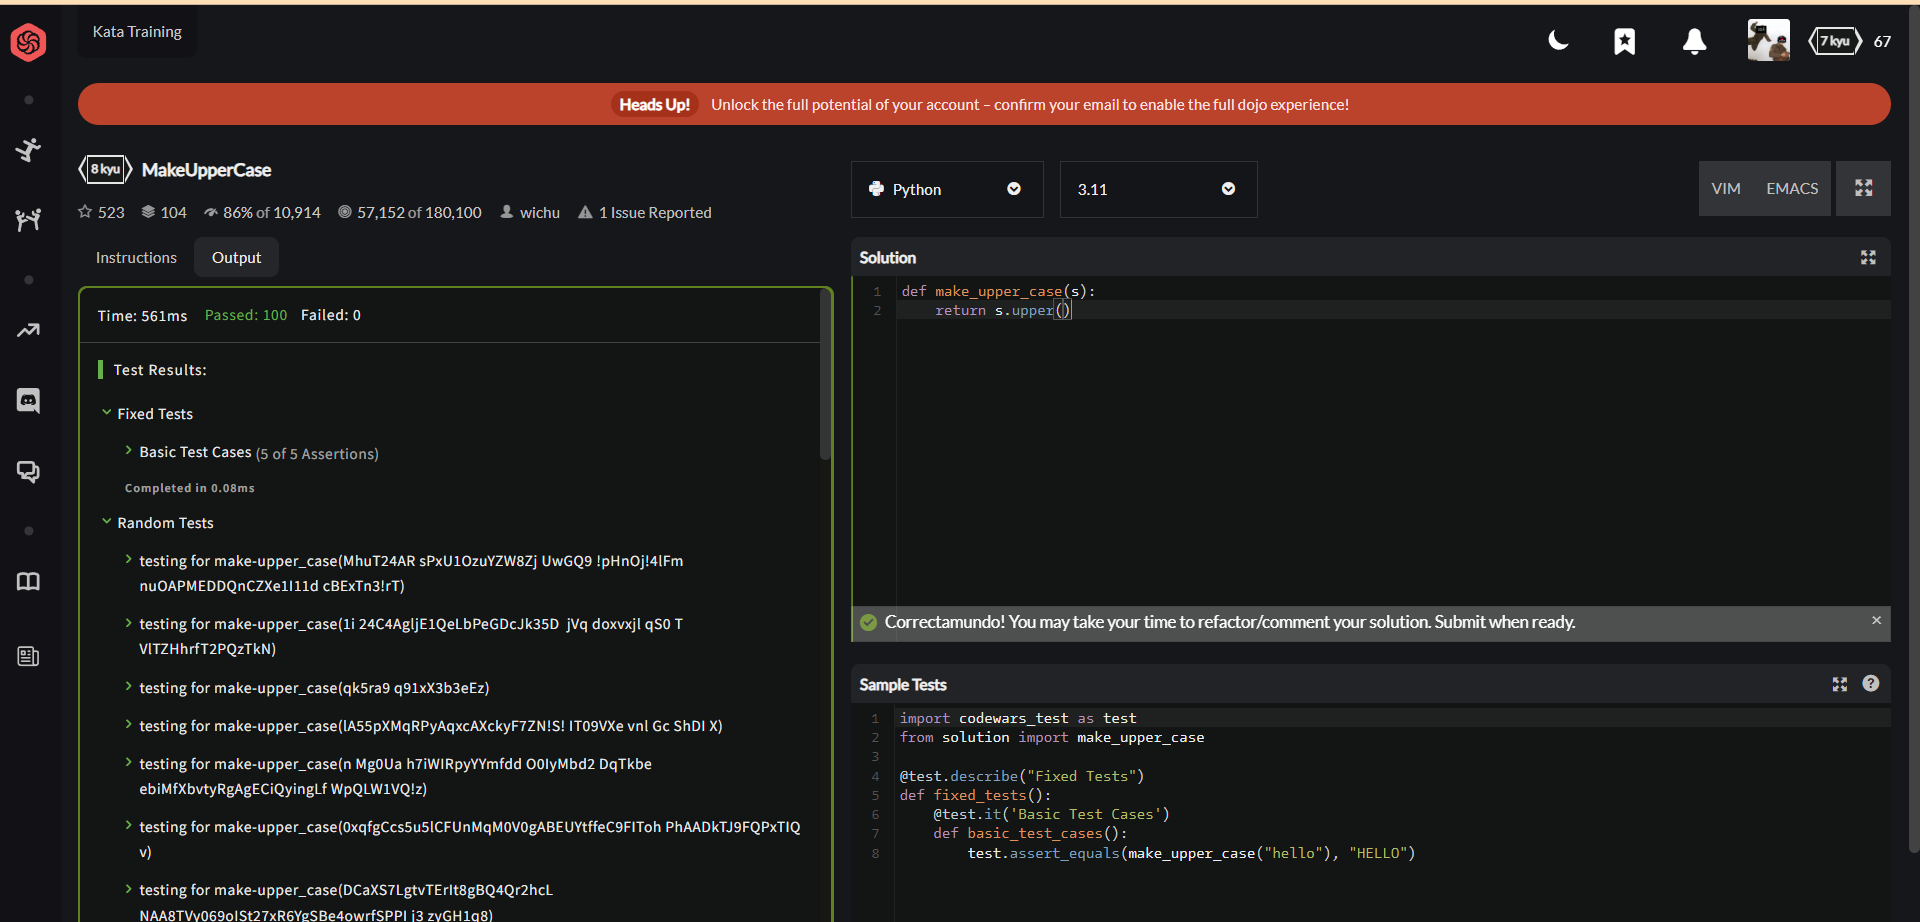 Kata Training
7 kyu 67
Heads Up! Unlock the full potential of your account – confirm your email to enable the full dojo experience!
8 kyu MakeUpperCase
523 104 86% of 10,914 57,152 of 180,100 wichu 1 Issue Reported
Instructions Output
Time: 561ms Passed: 100 Failed: 0
Test Results:
Fixed Tests
Basic Test Cases (5 of 5 Assertions)
Completed in 0.08ms
Random Tests
testing for make-upper_case(MhuT24AR sPxU1OzuYZW8Zj UwGQ9 !pHnOj!4lFm
nuOAPMEDDQnCZXe1I11d cBExTn3!rT)
testing for make-upper_case(1i 24C4AgljE1QeLbPeGDcJk35D  jVq doxvxjl qS0 T
VlTZHhrfT2PQzTkN)
testing for make-upper_case(qk5ra9 q91xX3b3eEz)
testing for make-upper_case(lA55pXMqRPyAqxcAXckyF7ZN!S! IT09VXe vnl Gc ShDI X)
testing for make-upper_case(n Mg0Ua h7iWIRpyYYmfdd O0IyMbd2 DqTkbe
ebiMfXbvtyRgAgECiQyingLf WpQLW1VQ!z)
testing for make-upper_case(0xqfgCcs5u5lCFUnMqM0V0gABEUYtffeC9FIToh PhAADkTJ9FQPxTIQ
v)
testing for make-upper_case(DCaXS7LgtvTErIt8gBQ4Qr2hcL
NAA8TVy069oISt27xR6YgSBe4owrfSPPI j3 zyGH1q8)
Python 3.11 VIM EMACS
Solution
1 def make_upper_case(s):
2 return s.upper()
Correctamundo! You may take your time to refactor/comment your solution. Submit when ready. ×
Sample Tests ?
1 import codewars_test as test
2 from solution import make_upper_case
3
4 @test.describe("Fixed Tests")
5 def fixed_tests():
6 @test.it('Basic Test Cases')
7 def basic_test_cases():
8 test.assert_equals(make_upper_case("hello"), "HELLO")